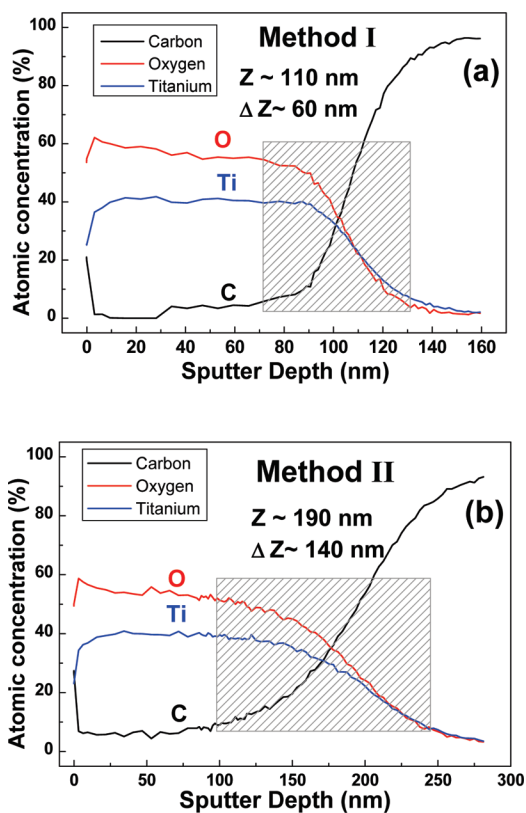 100
80
60
40
20
0
Atomic concentration (%)
Carbon
Oxygen
Titanium
Method I
(a)
Z ~ 110 nm
Δ Z~ 60 nm
O
Ti
C
0 20 40 60 80 100 120 140 160
Sputter Depth (nm)
100
80
60
40
20
0
Atomic concentration (%)
Carbon
Oxygen
Titanium
Method II
(b)
Z ~ 190 nm
Δ Z~ 140 nm
O
Ti
C
0 50 100 150 200 250 300
Sputter Depth (nm)